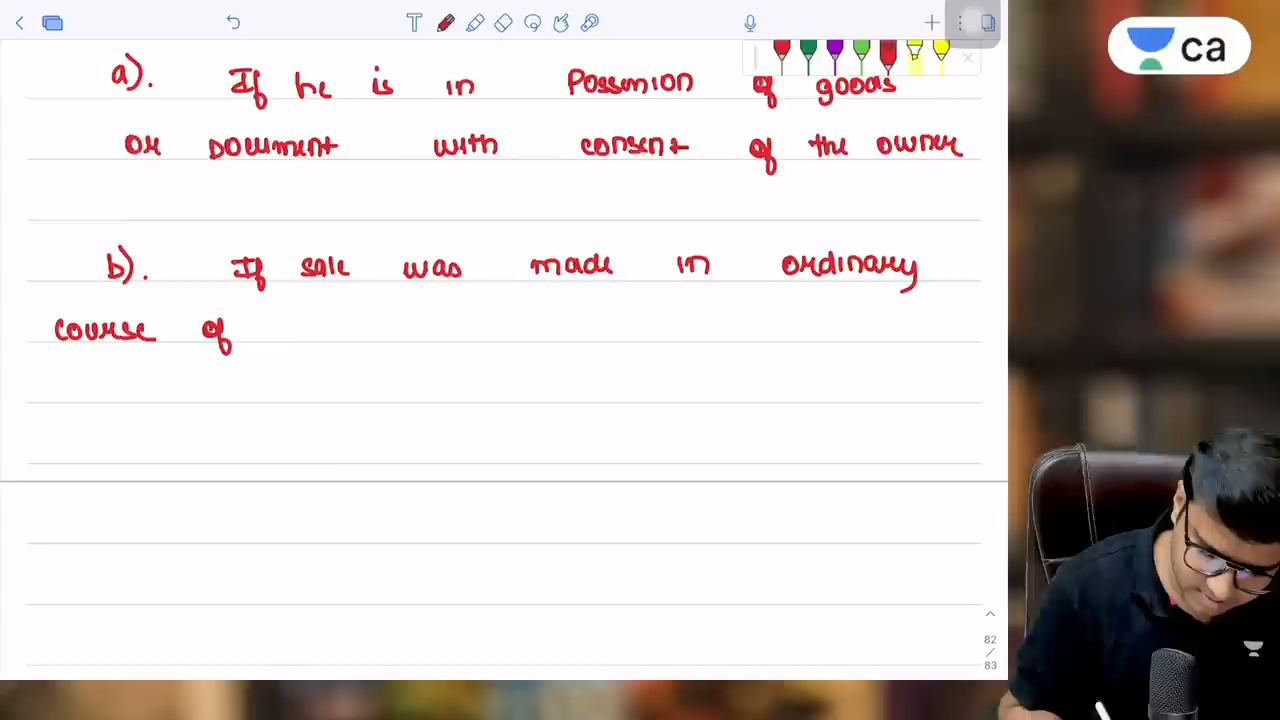 T
ca
a). If he is in Possession of goods
or Document with consent of the owner
b). If sale was made in ordinary
course of
82
/
83